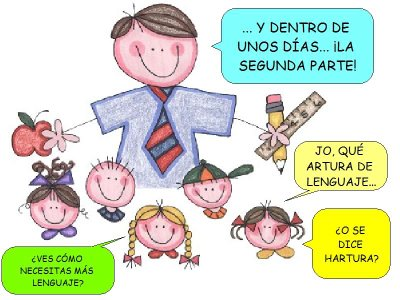 ... Y DENTRO DE
UNOS DÍAS... ¡LA
SEGUNDA PARTE!
JO, QUÉ
ARTURA DE
LENGUAJE...
¿O SE
DICE
HARTURA?
¿VES CÓMO
NECESITAS MÁS
LENGUAJE?